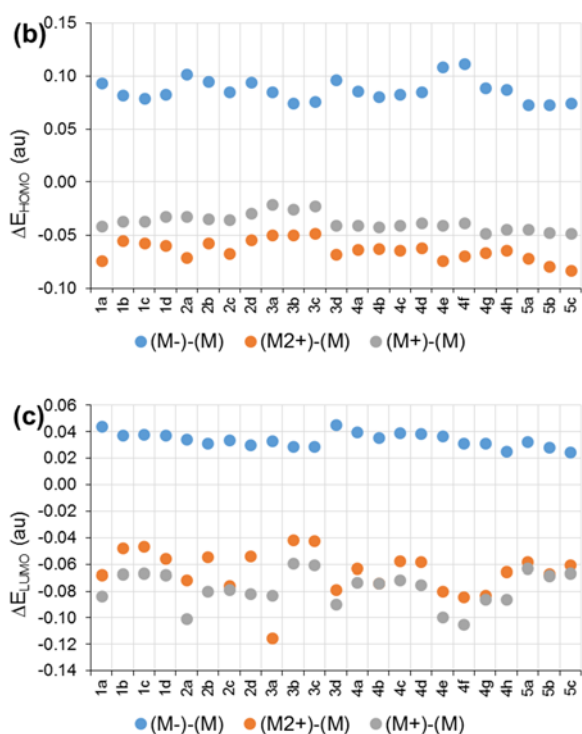 (b)
ΔE_HOMO (au)
0.15
0.10
0.05
0.00
-0.05
-0.10
1a 1b 1c 1d 2a 2b 2c 2d 3a 3b 3c 3d 4a 4b 4c 4d 4e 4f 4g 4h 5a 5b 5c
(M-)-(M) (M2+)-(M) (M+)-(M)
(c)
ΔE_LUMO (au)
0.06
0.04
0.02
0.00
-0.02
-0.04
-0.06
-0.08
-0.10
-0.12
-0.14
1a 1b 1c 1d 2a 2b 2c 2d 3a 3b 3c 3d 4a 4b 4c 4d 4e 4f 4g 4h 5a 5b 5c
(M-)-(M) (M2+)-(M) (M+)-(M)